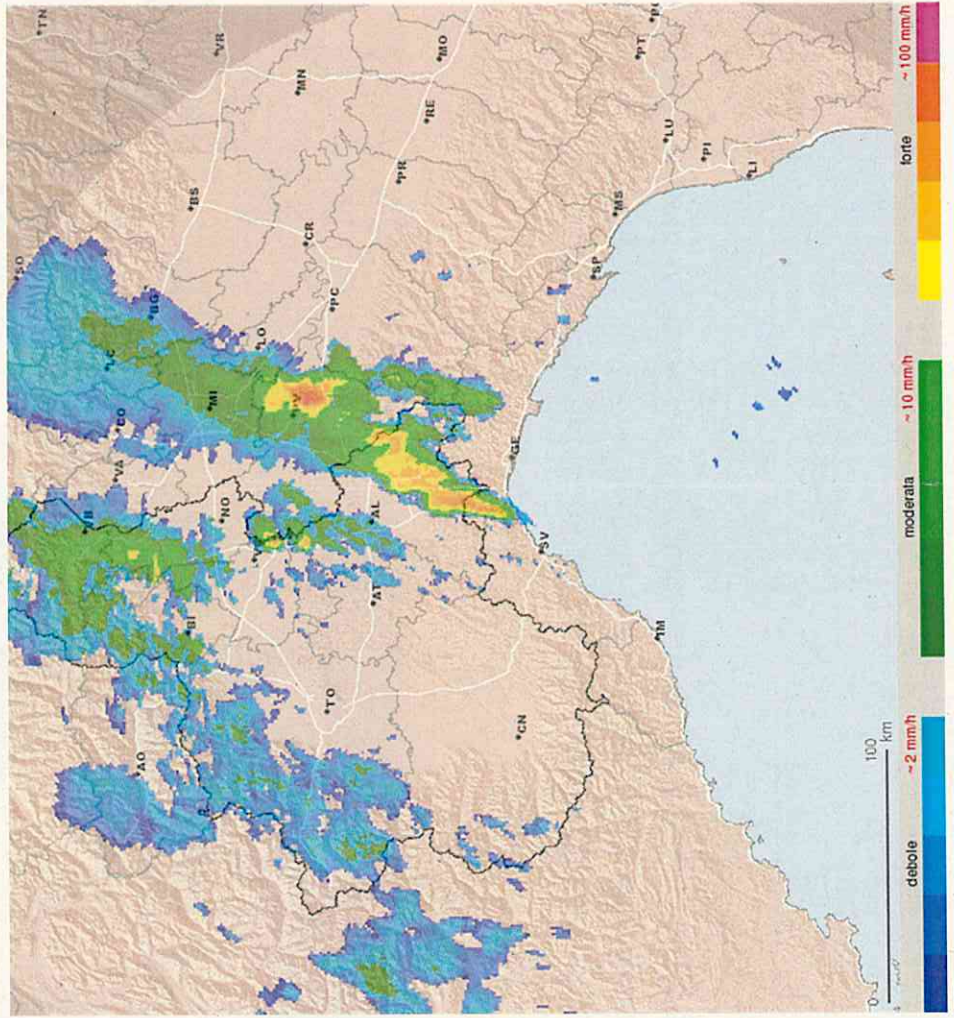 SO
TN
VB
LC
VA
CO
AO
BG
BI
BS
MI
VR
NO
LO
PV
MN
CR
TO
PC
AT
AL
PR
RE
MO
GE
CN
SV
SP
MS
PT
IM
LU
PI
LI
0 100
km
debole ~2 mm/h moderata ~10 mm/h forte ~100 mm/h